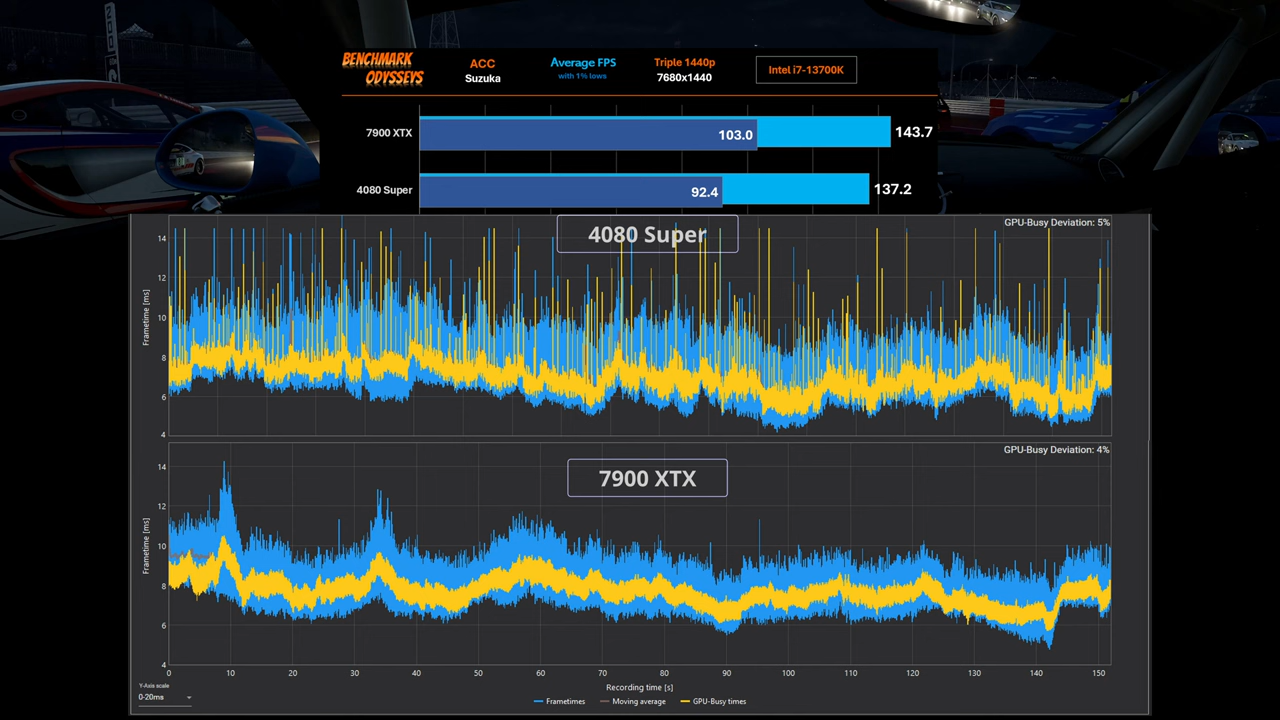 BENCHMARK
ODYSSEYS
ACC
Suzuka
Average FPS
with 1% lows
Triple 1440p
7680x1440
Intel i7-13700K
7900 XTX
103.0
143.7
4080 Super
92.4
137.2
4080 Super
GPU-Busy Deviation: 5%
Frametime [ms]
14
12
10
8
6
4
7900 XTX
GPU-Busy Deviation: 4%
Frametime [ms]
14
12
10
8
6
4
0 10 20 30 40 50 60 70 80 90 100 110 120 130 140 150
Recording time [s]
Y-Axis scale
0-20ms
Frametimes Moving average GPU-Busy times